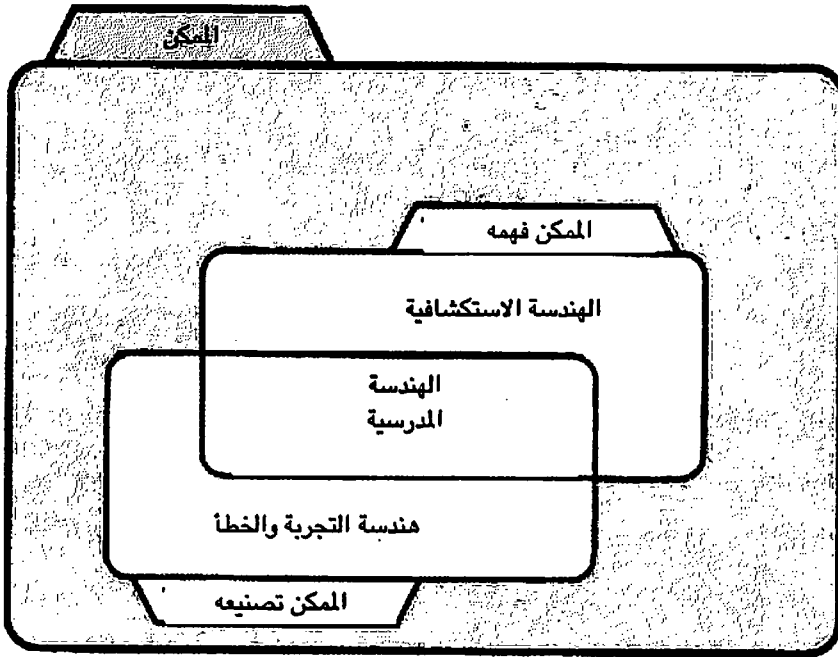 الممكن
الممكن فهمه
الهندسة الاستكشافية
الهندسة
المدرسية
هندسة التجربة والخطأ
الممكن تصنيعه